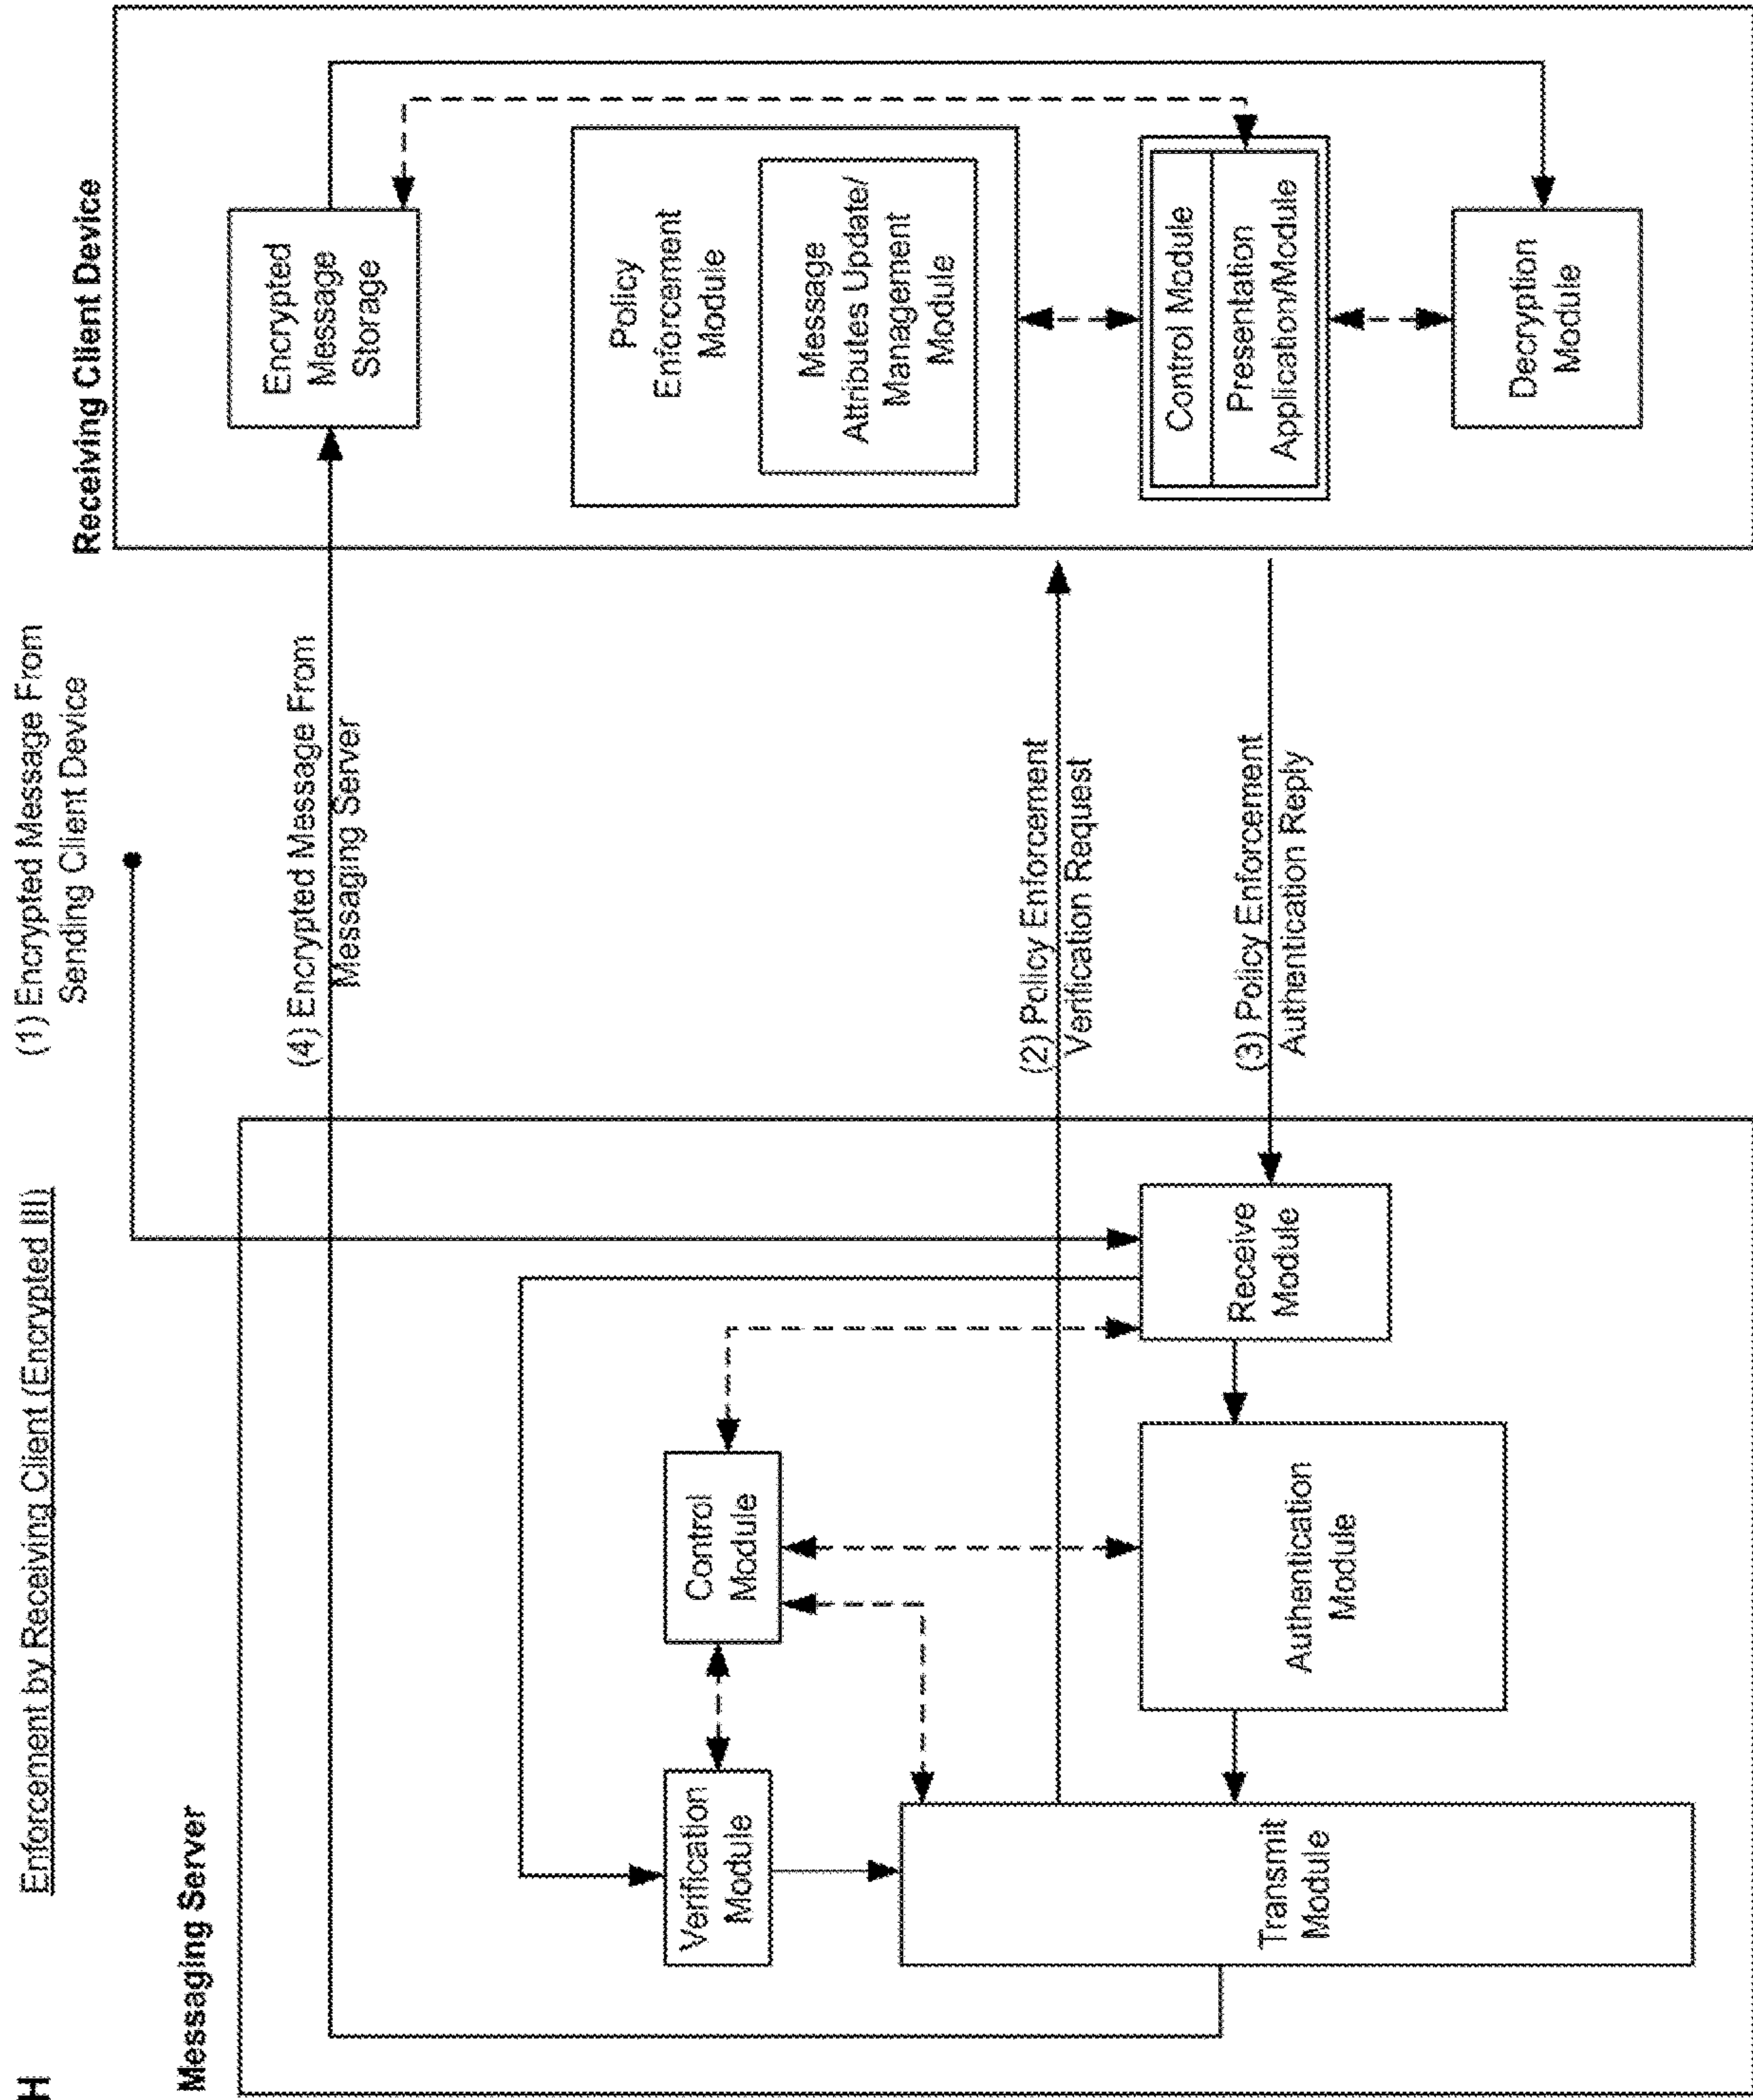 H
Enforcement by Receiving Client (Encrypted III)
(1) Encrypted Message From
Sending Client Device
Messaging Server
Receiving Client Device
(4) Encrypted Message From
Messaging Server
Encrypted
Message
Storage
Verification
Module
Control
Module
Policy
Enforcement
Module
Message
Attributes Update/
Management
Module
(2) Policy Enforcement
Verification Request
Transmit
Module
Authentication
Module
Receive
Module
(3) Policy Enforcement
Authentication Reply
Control Module
Presentation
Application/Module
Decryption
Module